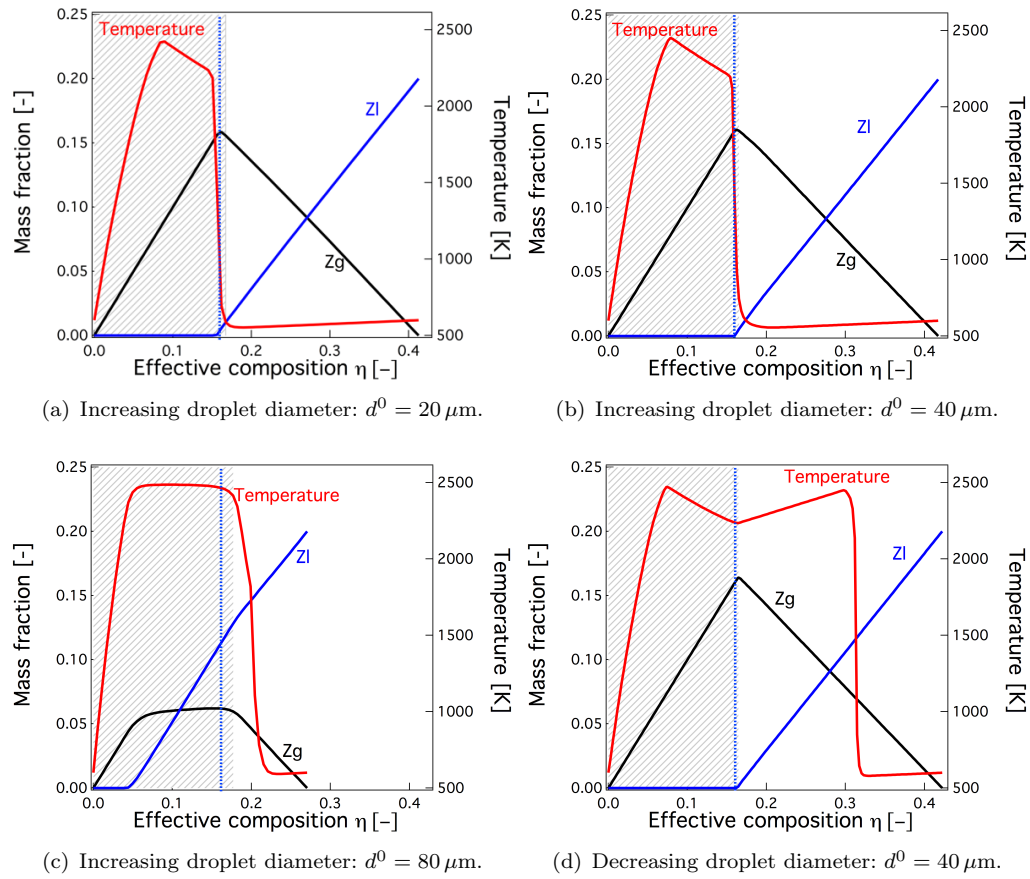 0.25
0.20
0.15
0.10
0.05
0.00
Mass fraction [-]
Temperature
Zl
Zg
2500
2000
1500
1000
500
Temperature [K]
0.0 0.1 0.2 0.3 0.4
Effective composition η [–]
(a) Increasing droplet diameter: d⁰ = 20 μm.
0.25
0.20
0.15
0.10
0.05
0.00
Mass fraction [-]
Temperature
Zl
Zg
2500
2000
1500
1000
500
Temperature [K]
0.0 0.1 0.2 0.3 0.4
Effective composition η [–]
(b) Increasing droplet diameter: d⁰ = 40 μm.
0.25
0.20
0.15
0.10
0.05
0.00
Mass fraction [-]
Temperature
Zl
Zg
2500
2000
1500
1000
500
Temperature [K]
0.0 0.1 0.2 0.3 0.4
Effective composition η [–]
(c) Increasing droplet diameter: d⁰ = 80 μm.
0.25
0.20
0.15
0.10
0.05
0.00
Mass fraction [-]
Temperature
Zl
Zg
2500
2000
1500
1000
500
Temperature [K]
0.0 0.1 0.2 0.3 0.4
Effective composition η [–]
(d) Decreasing droplet diameter: d⁰ = 40 μm.